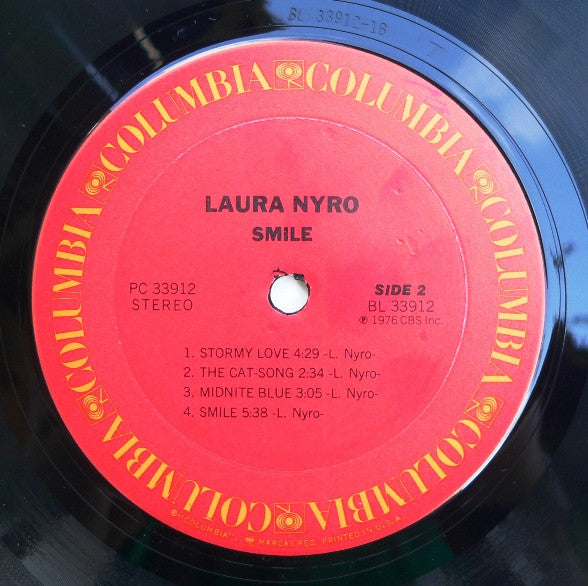 BL 33912-1B
COLUMBIA COLUMBIA COLUMBIA COLUMBIA COLUMBIA COLUMBIA
LAURA NYRO
SMILE
PC 33912
STEREO
SIDE 2
BL 33912
℗ 1976 CBS Inc.
1. STORMY LOVE 4:29 -L. Nyro-
2. THE CAT-SONG 2:34 -L. Nyro-
3. MIDNITE BLUE 3:05 -L. Nyro-
4. SMILE 5:38 -L. Nyro-
® "COLUMBIA", MARCAS REG. PRINTED IN U.S.A.